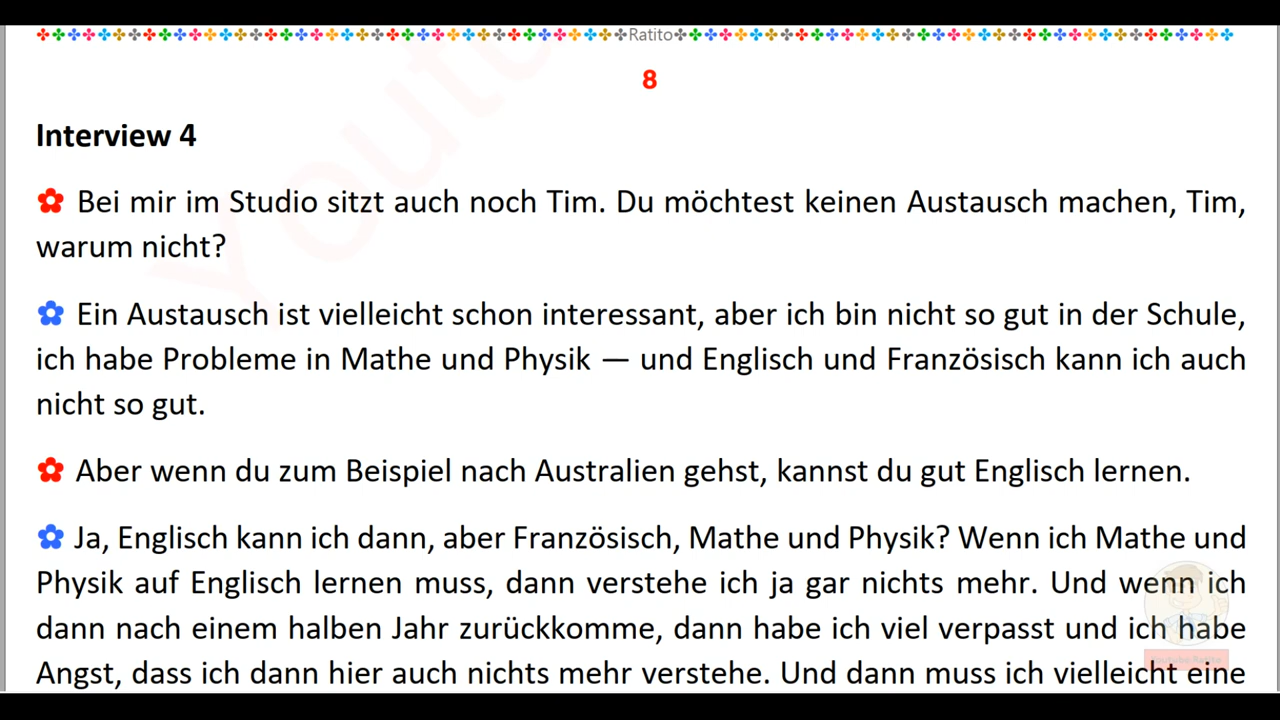 Ratito
8
Interview 4
Bei mir im Studio sitzt auch noch Tim. Du möchtest keinen Austausch machen, Tim,
warum nicht?
Ein Austausch ist vielleicht schon interessant, aber ich bin nicht so gut in der Schule,
ich habe Probleme in Mathe und Physik — und Englisch und Französisch kann ich auch
nicht so gut.
Aber wenn du zum Beispiel nach Australien gehst, kannst du gut Englisch lernen.
Ja, Englisch kann ich dann, aber Französisch, Mathe und Physik? Wenn ich Mathe und
Physik auf Englisch lernen muss, dann verstehe ich ja gar nichts mehr. Und wenn ich
dann nach einem halben Jahr zurückkomme, dann habe ich viel verpasst und ich habe
Angst, dass ich dann hier auch nichts mehr verstehe. Und dann muss ich vielleicht eine